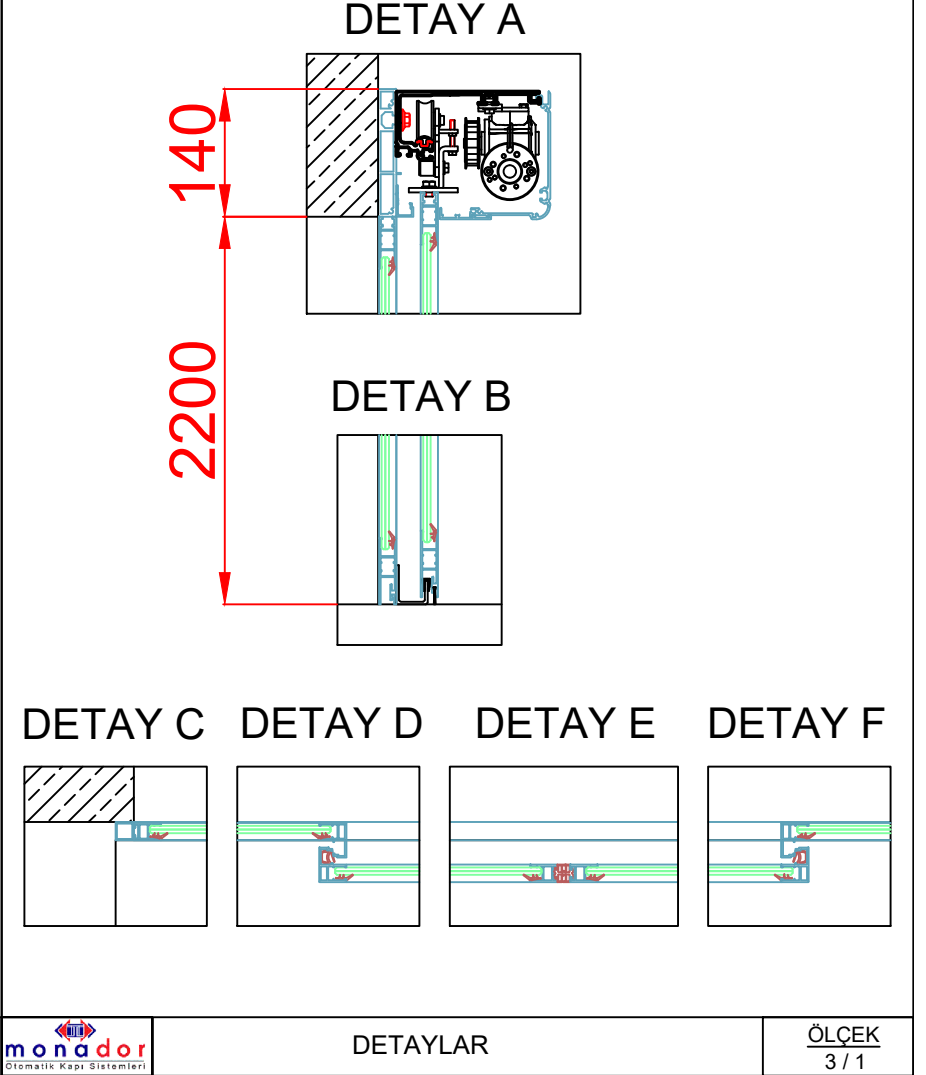 DETAY A
140
2200
DETAY B
DETAY C
DETAY D
DETAY E
DETAY F
monador
Otomatik Kapı Sistemleri
DETAYLAR
ÖLÇEK
3 / 1